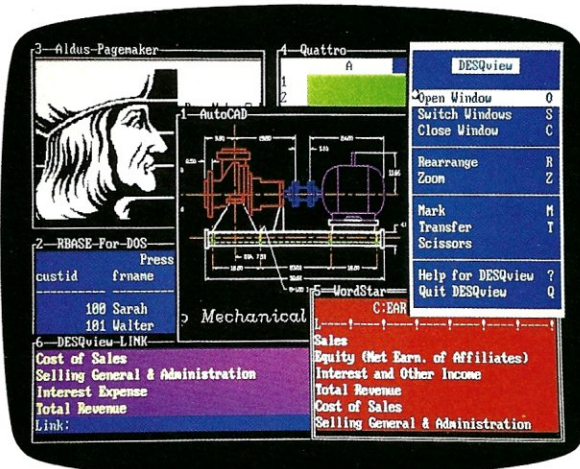 3-Aldus-Pagemaker
4-Quattro
A
1
2
DESQview
Open Window O
Switch Windows S
Close Window C
Rearrange R
Zoom Z
Mark M
Transfer T
Scissors
Help for DESQview ?
Quit DESQview Q
1-AutoCAD
Mechanical
2-RBASE-For-DOS
Press
custid frname
100 Sarah
101 Walter
5-WordStar
C:EAR
L
Sales
Equity (Net Earn. of Affiliates)
Interest and Other Income
Total Revenue
Cost of Sales
Selling General & Administration
6-DESQview-LINK
Cost of Sales
Selling General & Administration
Interest Expense
Total Revenue
Link: